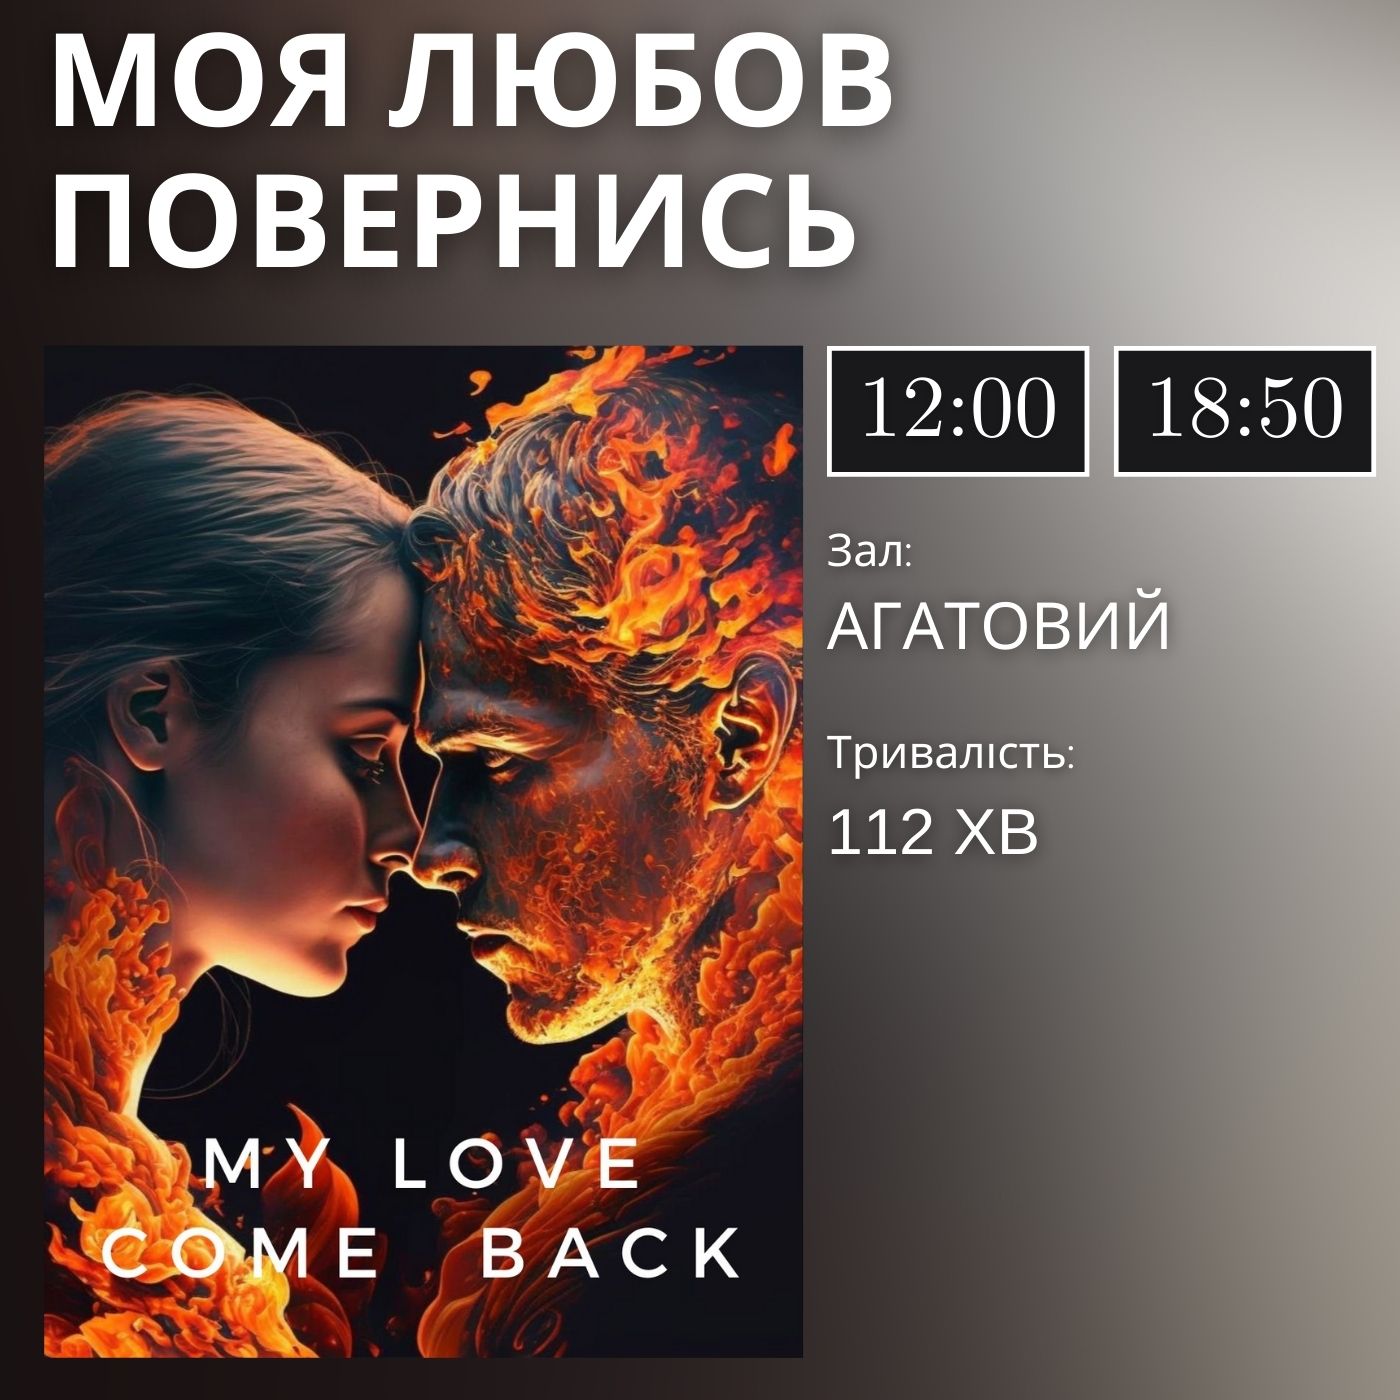 МОЯ ЛЮБОВ
ПОВЕРНИСЬ
12:00 18:50
Зал:
АГАТОВИЙ
Тривалість:
112 ХВ
MY LOVE
COME BACK